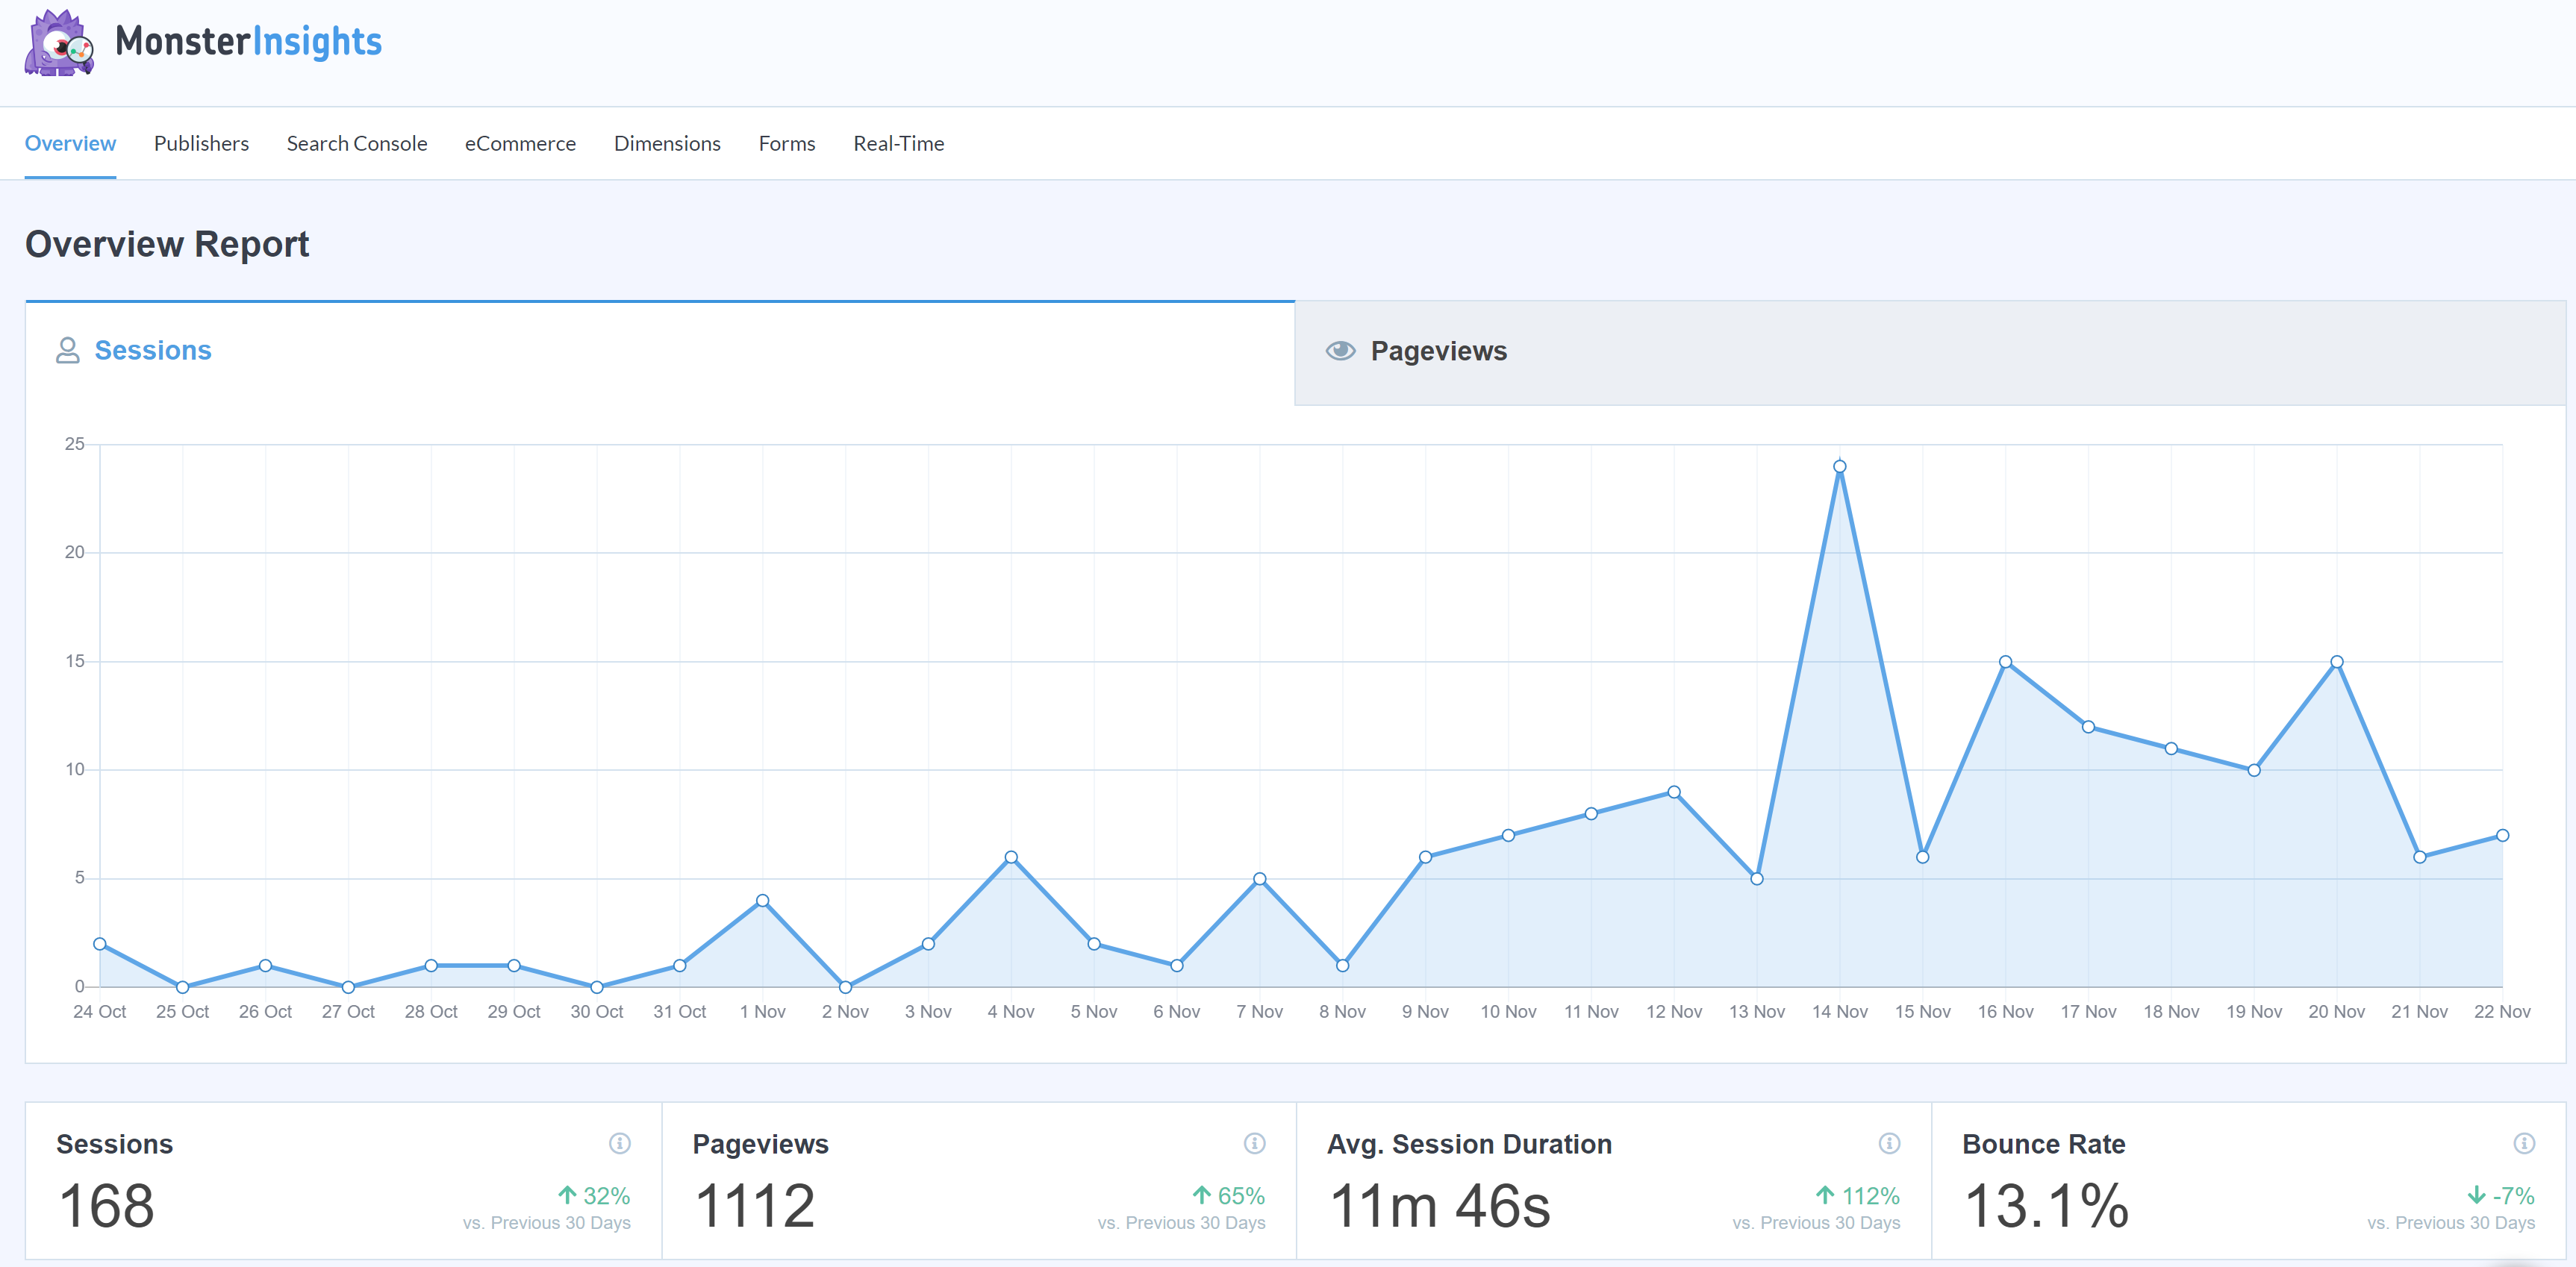 MonsterInsights
Overview Publishers Search Console eCommerce Dimensions Forms Real-Time
Overview Report
Sessions
Pageviews
25
20
15
10
5
0
24 Oct 25 Oct 26 Oct 27 Oct 28 Oct 29 Oct 30 Oct 31 Oct 1 Nov 2 Nov 3 Nov 4 Nov 5 Nov 6 Nov 7 Nov 8 Nov 9 Nov 10 Nov 11 Nov 12 Nov 13 Nov 14 Nov 15 Nov 16 Nov 17 Nov 18 Nov 19 Nov 20 Nov 21 Nov 22 Nov
Sessions
168
32%
vs. Previous 30 Days
Pageviews
1112
65%
vs. Previous 30 Days
Avg. Session Duration
11m 46s
112%
vs. Previous 30 Days
Bounce Rate
13.1%
-7%
vs. Previous 30 Days